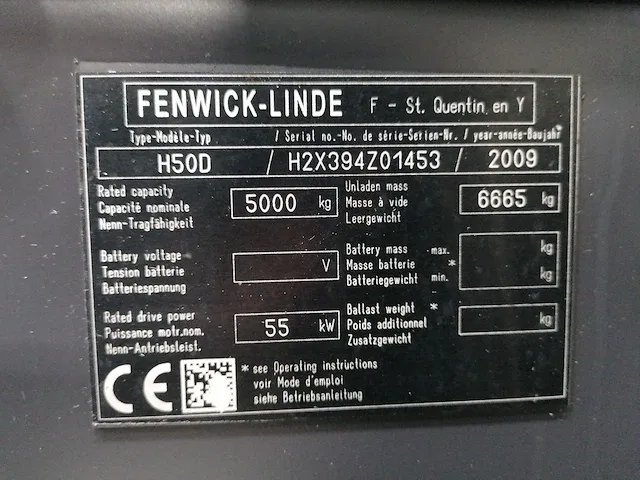 FENWICK-LINDE F - St. Quentin en Y
Type-Modèle-Typ / Serial no.-No. de série-Serien-Nr. / year-année-Baujahr*
H50D / H2X394Z01453 / 2009
Rated capacity
Capacité nominale
Nenn-Tragfähigkeit
5000 kg
Unladen mass
Masse à vide
Leergewicht
6665 kg
Battery voltage
Tension batterie
Batteriespannung
V
Battery mass max. kg
Masse batterie *
Batteriegewicht min. kg
Rated drive power
Puissance motr.nom.
Nenn-Antriebsleist.
55 kW
Ballast weight *
Poids additionnel
Zusatzgewicht
kg
CE
* see Operating instructions
voir Mode d'emploi
siehe Betriebsanleitung